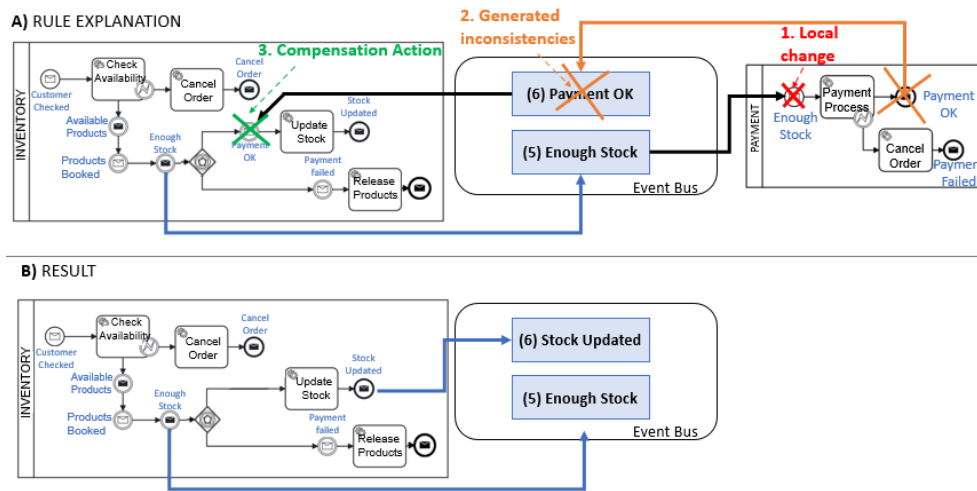 A) RULE EXPLANATION
2. Generated
inconsistencies
1. Local
change
3. Compensation Action
INVENTORY
Customer
Checked
Check
Availability
Cancel
Order
Cancel
Order
Available
Products
Products
Booked
Enough
Stock
Payment
OK
Update
Stock
Stock
Updated
Payment
failed
Release
Products
(6) Payment OK
(5) Enough Stock
Event Bus
PAYMENT
Enough
Stock
Payment
Process
Payment
OK
Cancel
Order
Paymen
Failed
B) RESULT
INVENTORY
Customer
Checked
Check
Availability
Cancel
Order
Cancel
Order
Available
Products
Products
Booked
Enough
Stock
Update
Stock
Stock
Updated
Payment
failed
Release
Products
(6) Stock Updated
(5) Enough Stock
Event Bus